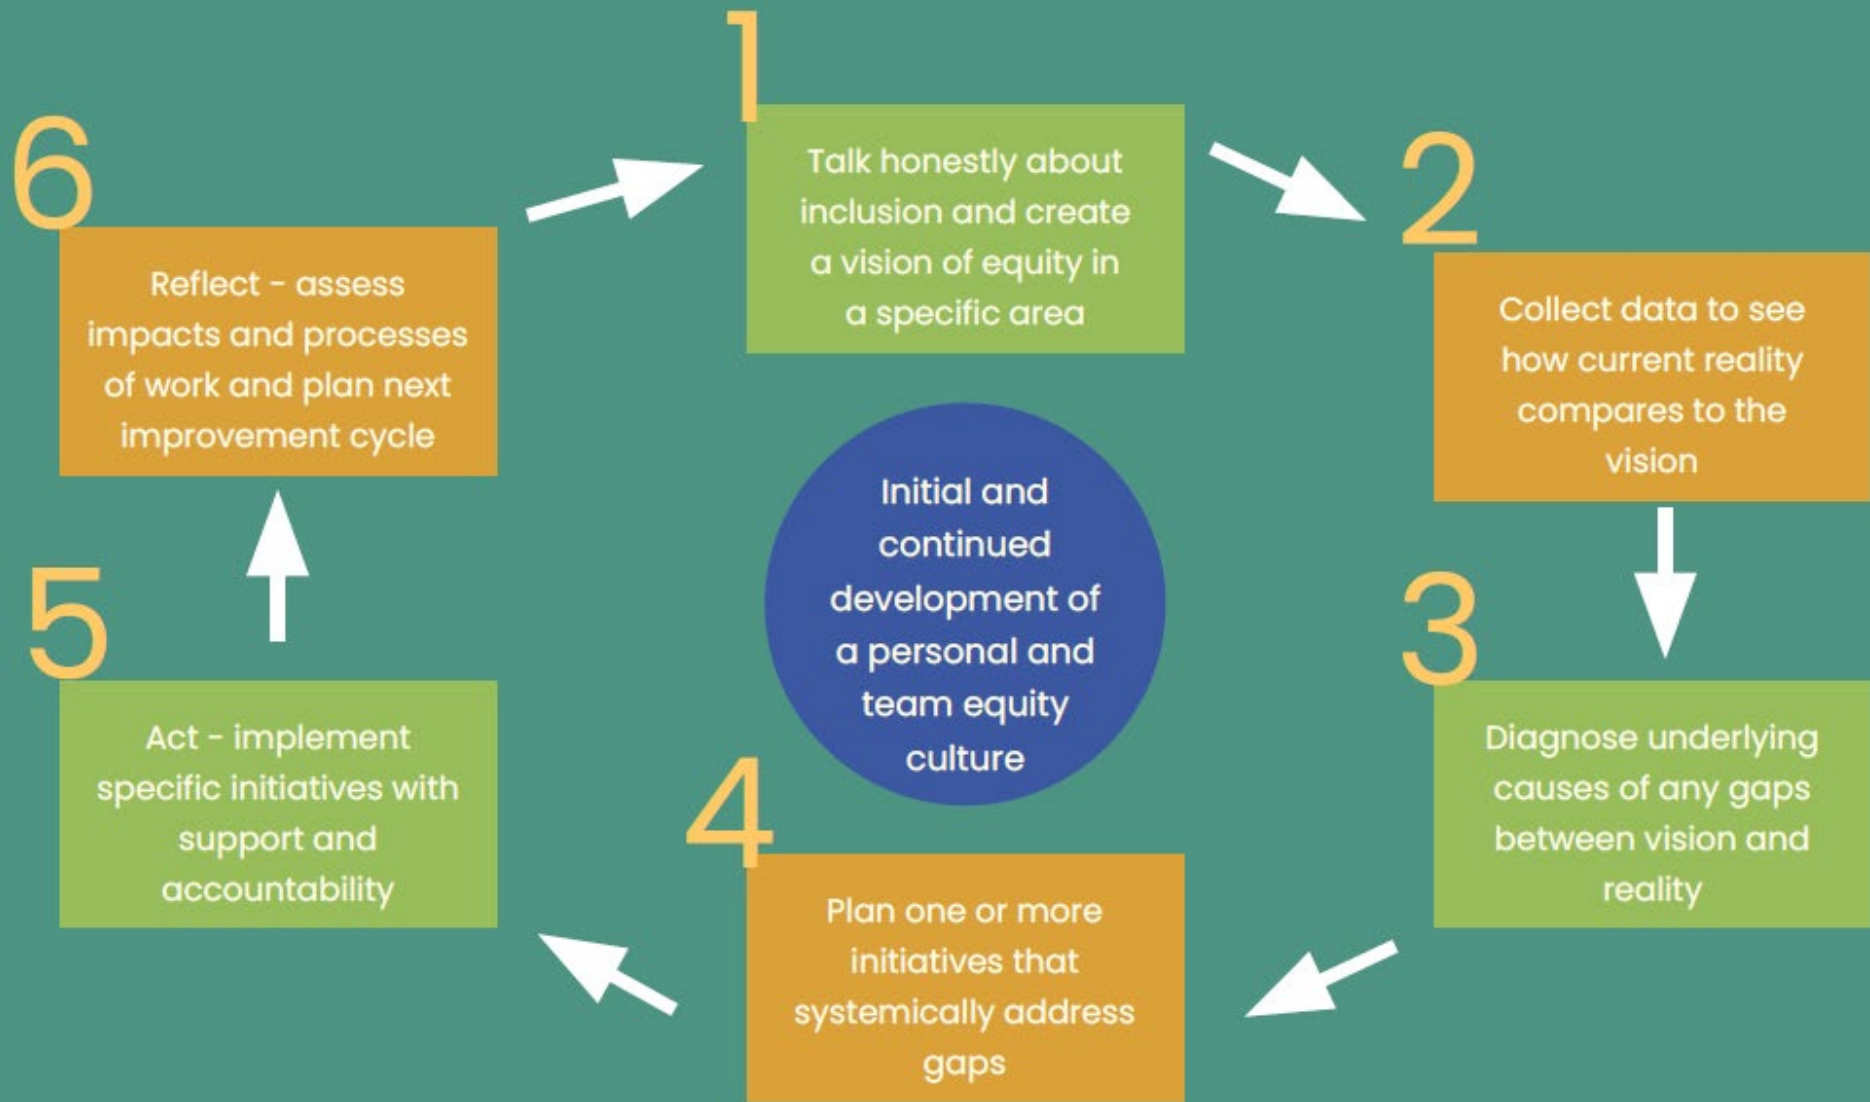 1
Talk honestly about
inclusion and create
a vision of equity in
a specific area
2
Collect data to see
how current reality
compares to the
vision
3
Diagnose underlying
causes of any gaps
between vision and
reality
4
Plan one or more
initiatives that
systemically address
gaps
5
Act - implement
specific initiatives with
support and
accountability
6
Reflect - assess
impacts and processes
of work and plan next
improvement cycle
Initial and
continued
development of
a personal and
team equity
culture